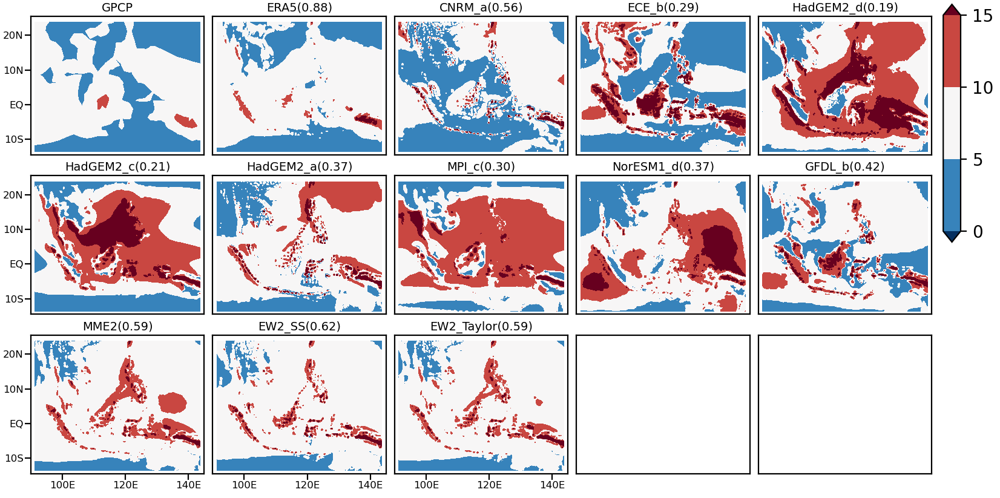 GPCP ERA5(0.88) CNRM_a(0.56) ECE_b(0.29) HadGEM2_d(0.19)
20N
10N
EQ
10S
15
10
5
0
HadGEM2_c(0.21) HadGEM2_a(0.37) MPI_c(0.30) NorESM1_d(0.37) GFDL_b(0.42)
20N
10N
EQ
10S
MME2(0.59) EW2_SS(0.62) EW2_Taylor(0.59)
20N
10N
EQ
10S
100E 120E 140E 100E 120E 140E 100E 120E 140E